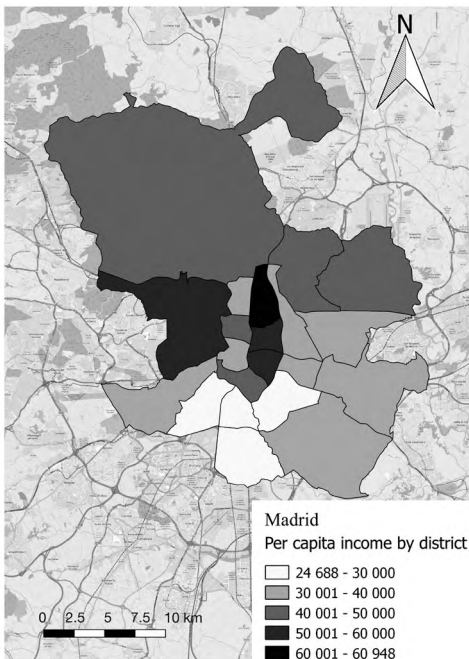 N
Madrid
Per capita income by district
24 688 - 30 000
30 001 - 40 000
40 001 - 50 000
50 001 - 60 000
60 001 - 60 948
0 2.5 5 7.5 10 km